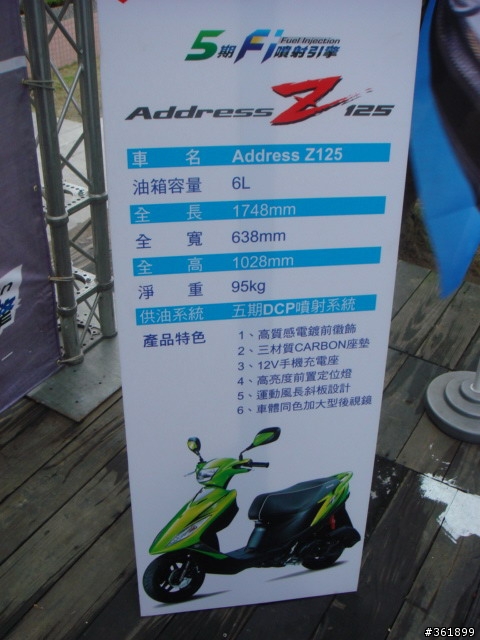 5期 Fi Fuel Injection 噴射引擎
Address Z 125
車 名 Address Z125
油箱容量 6L
全 長 1748mm
全 寬 638mm
全 高 1028mm
淨 重 95kg
供油系統 五期DCP噴射系統
產品特色 1、高質感電鍍前徽飾
2、三材質CARBON座墊
3、12V手機充電座
4、高亮度前置定位燈
5、運動風長斜板設計
6、車體同色加大型後視鏡
#361899